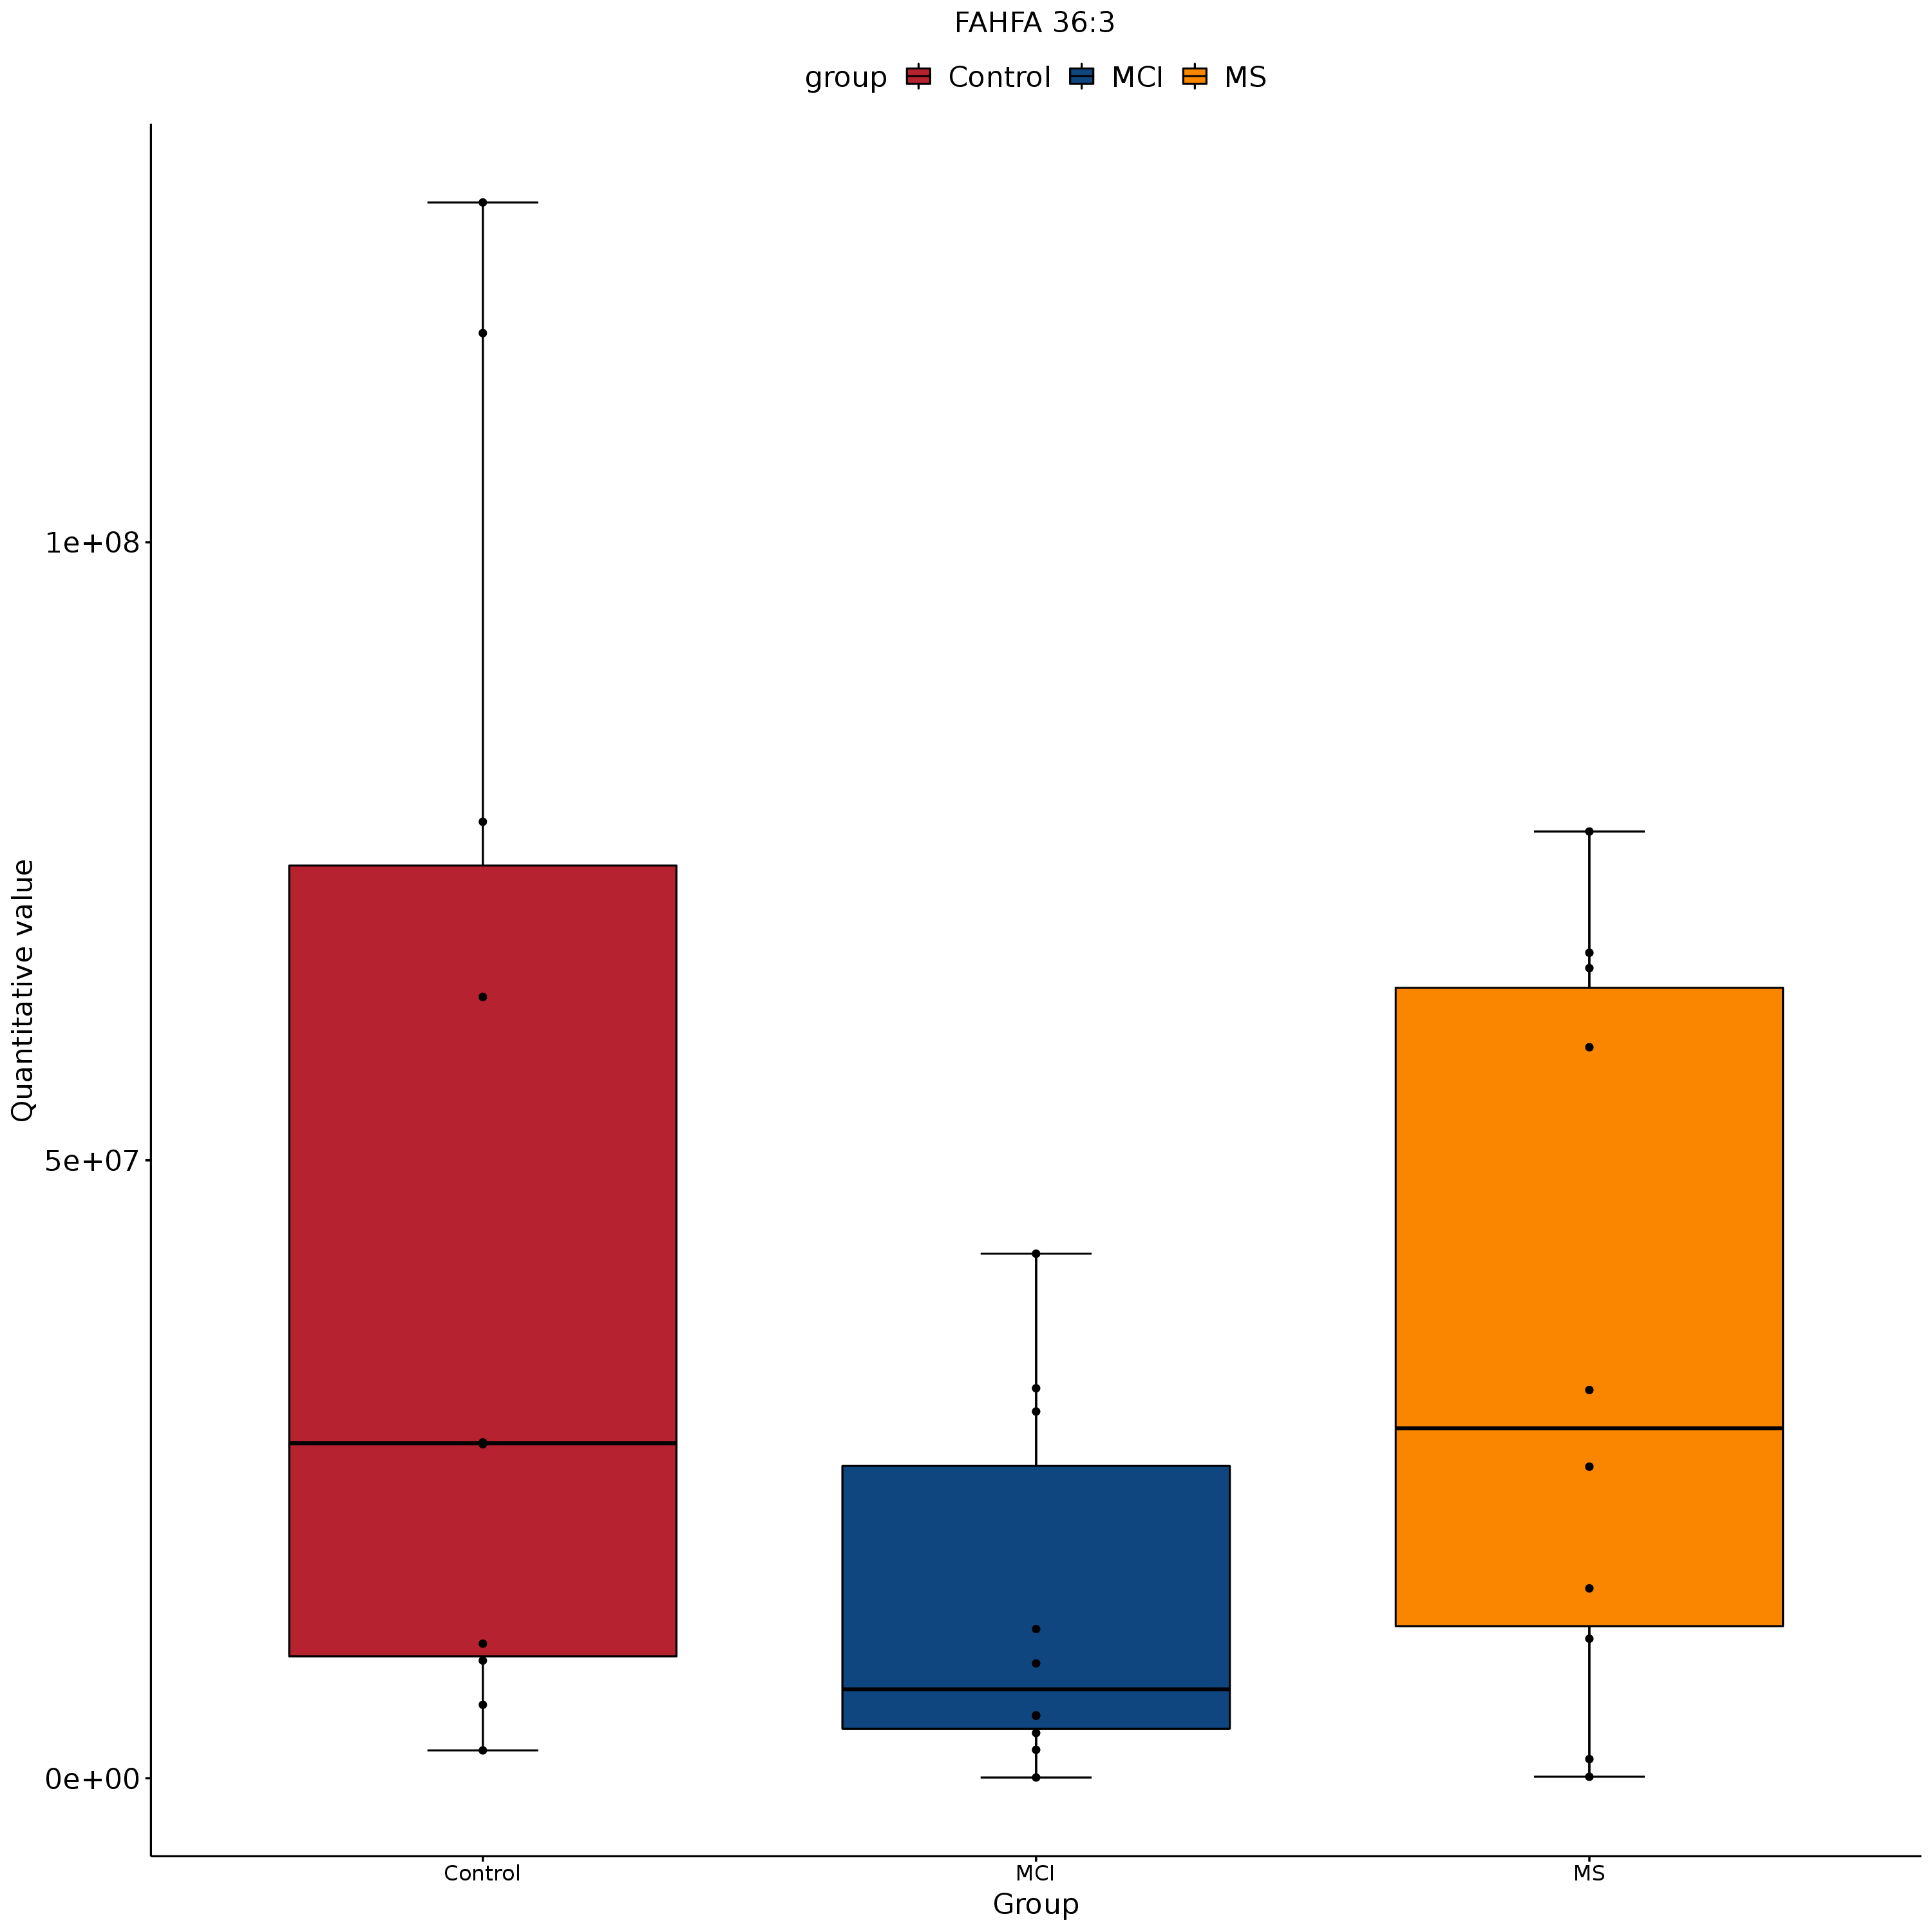 FAHFA 36:3
group Control MCI MS
Quantitative value
1e+08
5e+07
0e+00
Control MCI MS
Group